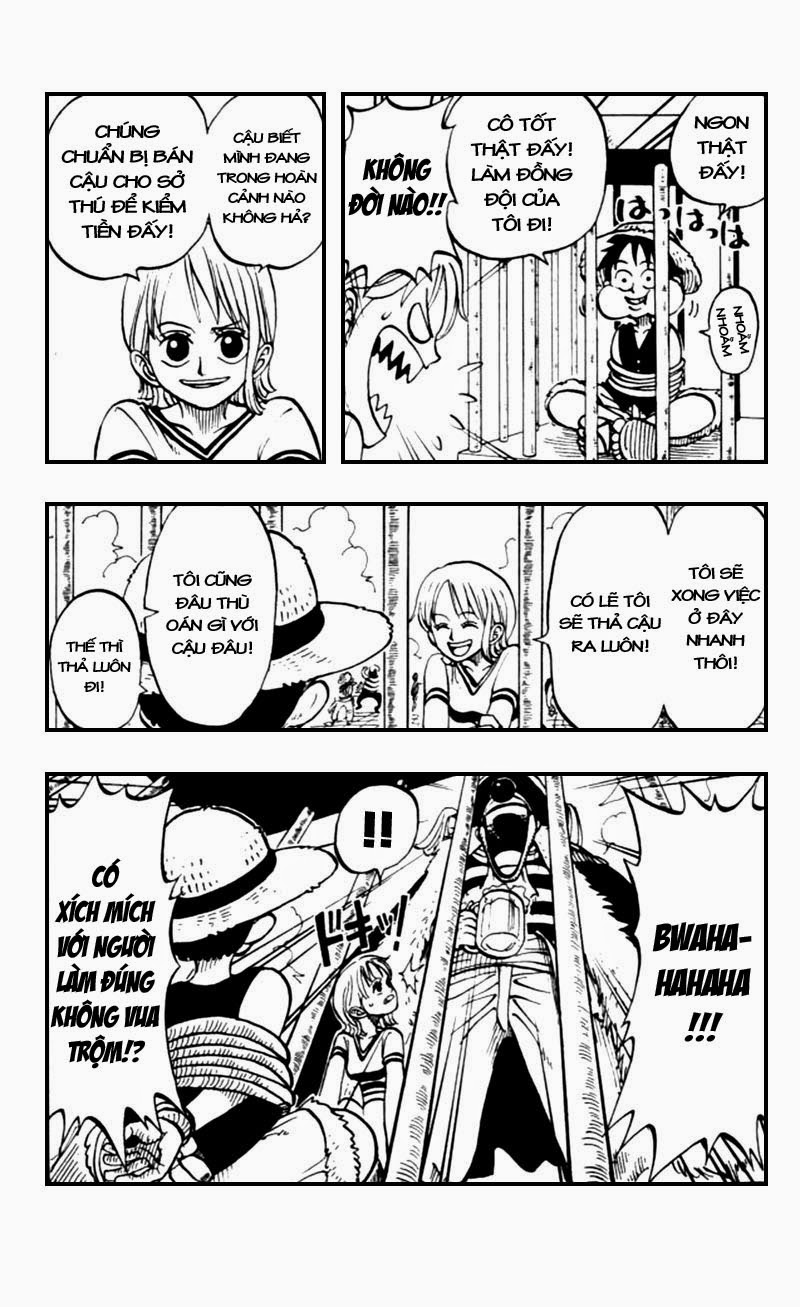 NGON
THẬT
ĐẤY!
はっはっは
NHOẰM
NHOẰM
CÔ TỐT
THẬT ĐẤY!
LÀM ĐỒNG
ĐỘI CỦA
TÔI ĐI!
KHÔNG
ĐỜI NÀO!!
CẬU BIẾT
MÌNH ĐANG
TRONG HOÀN
CẢNH NÀO
KHÔNG HẢ?
CHÚNG
CHUẨN BỊ BÁN
CẬU CHO SỞ
THÚ ĐỂ KIẾM
TIỀN ĐẤY!
TÔI SẼ
XONG VIỆC
Ở ĐÂY
NHANH
THÔI!
CÓ LẼ TÔI
SẼ THẢ CẬU
RA LUÔN!
TÔI CŨNG
ĐÂU THÙ
OÁN GÌ VỚI
CẬU ĐÂU!
THẾ THÌ
THẢ LUÔN
ĐI!
BWAHA-
HAHAHA
!!!
!!
ドキッ!
CÓ
XÍCH MÍCH
VỚI NGƯỜI
LÀM ĐÚNG
KHÔNG VUA
TRỘM!?